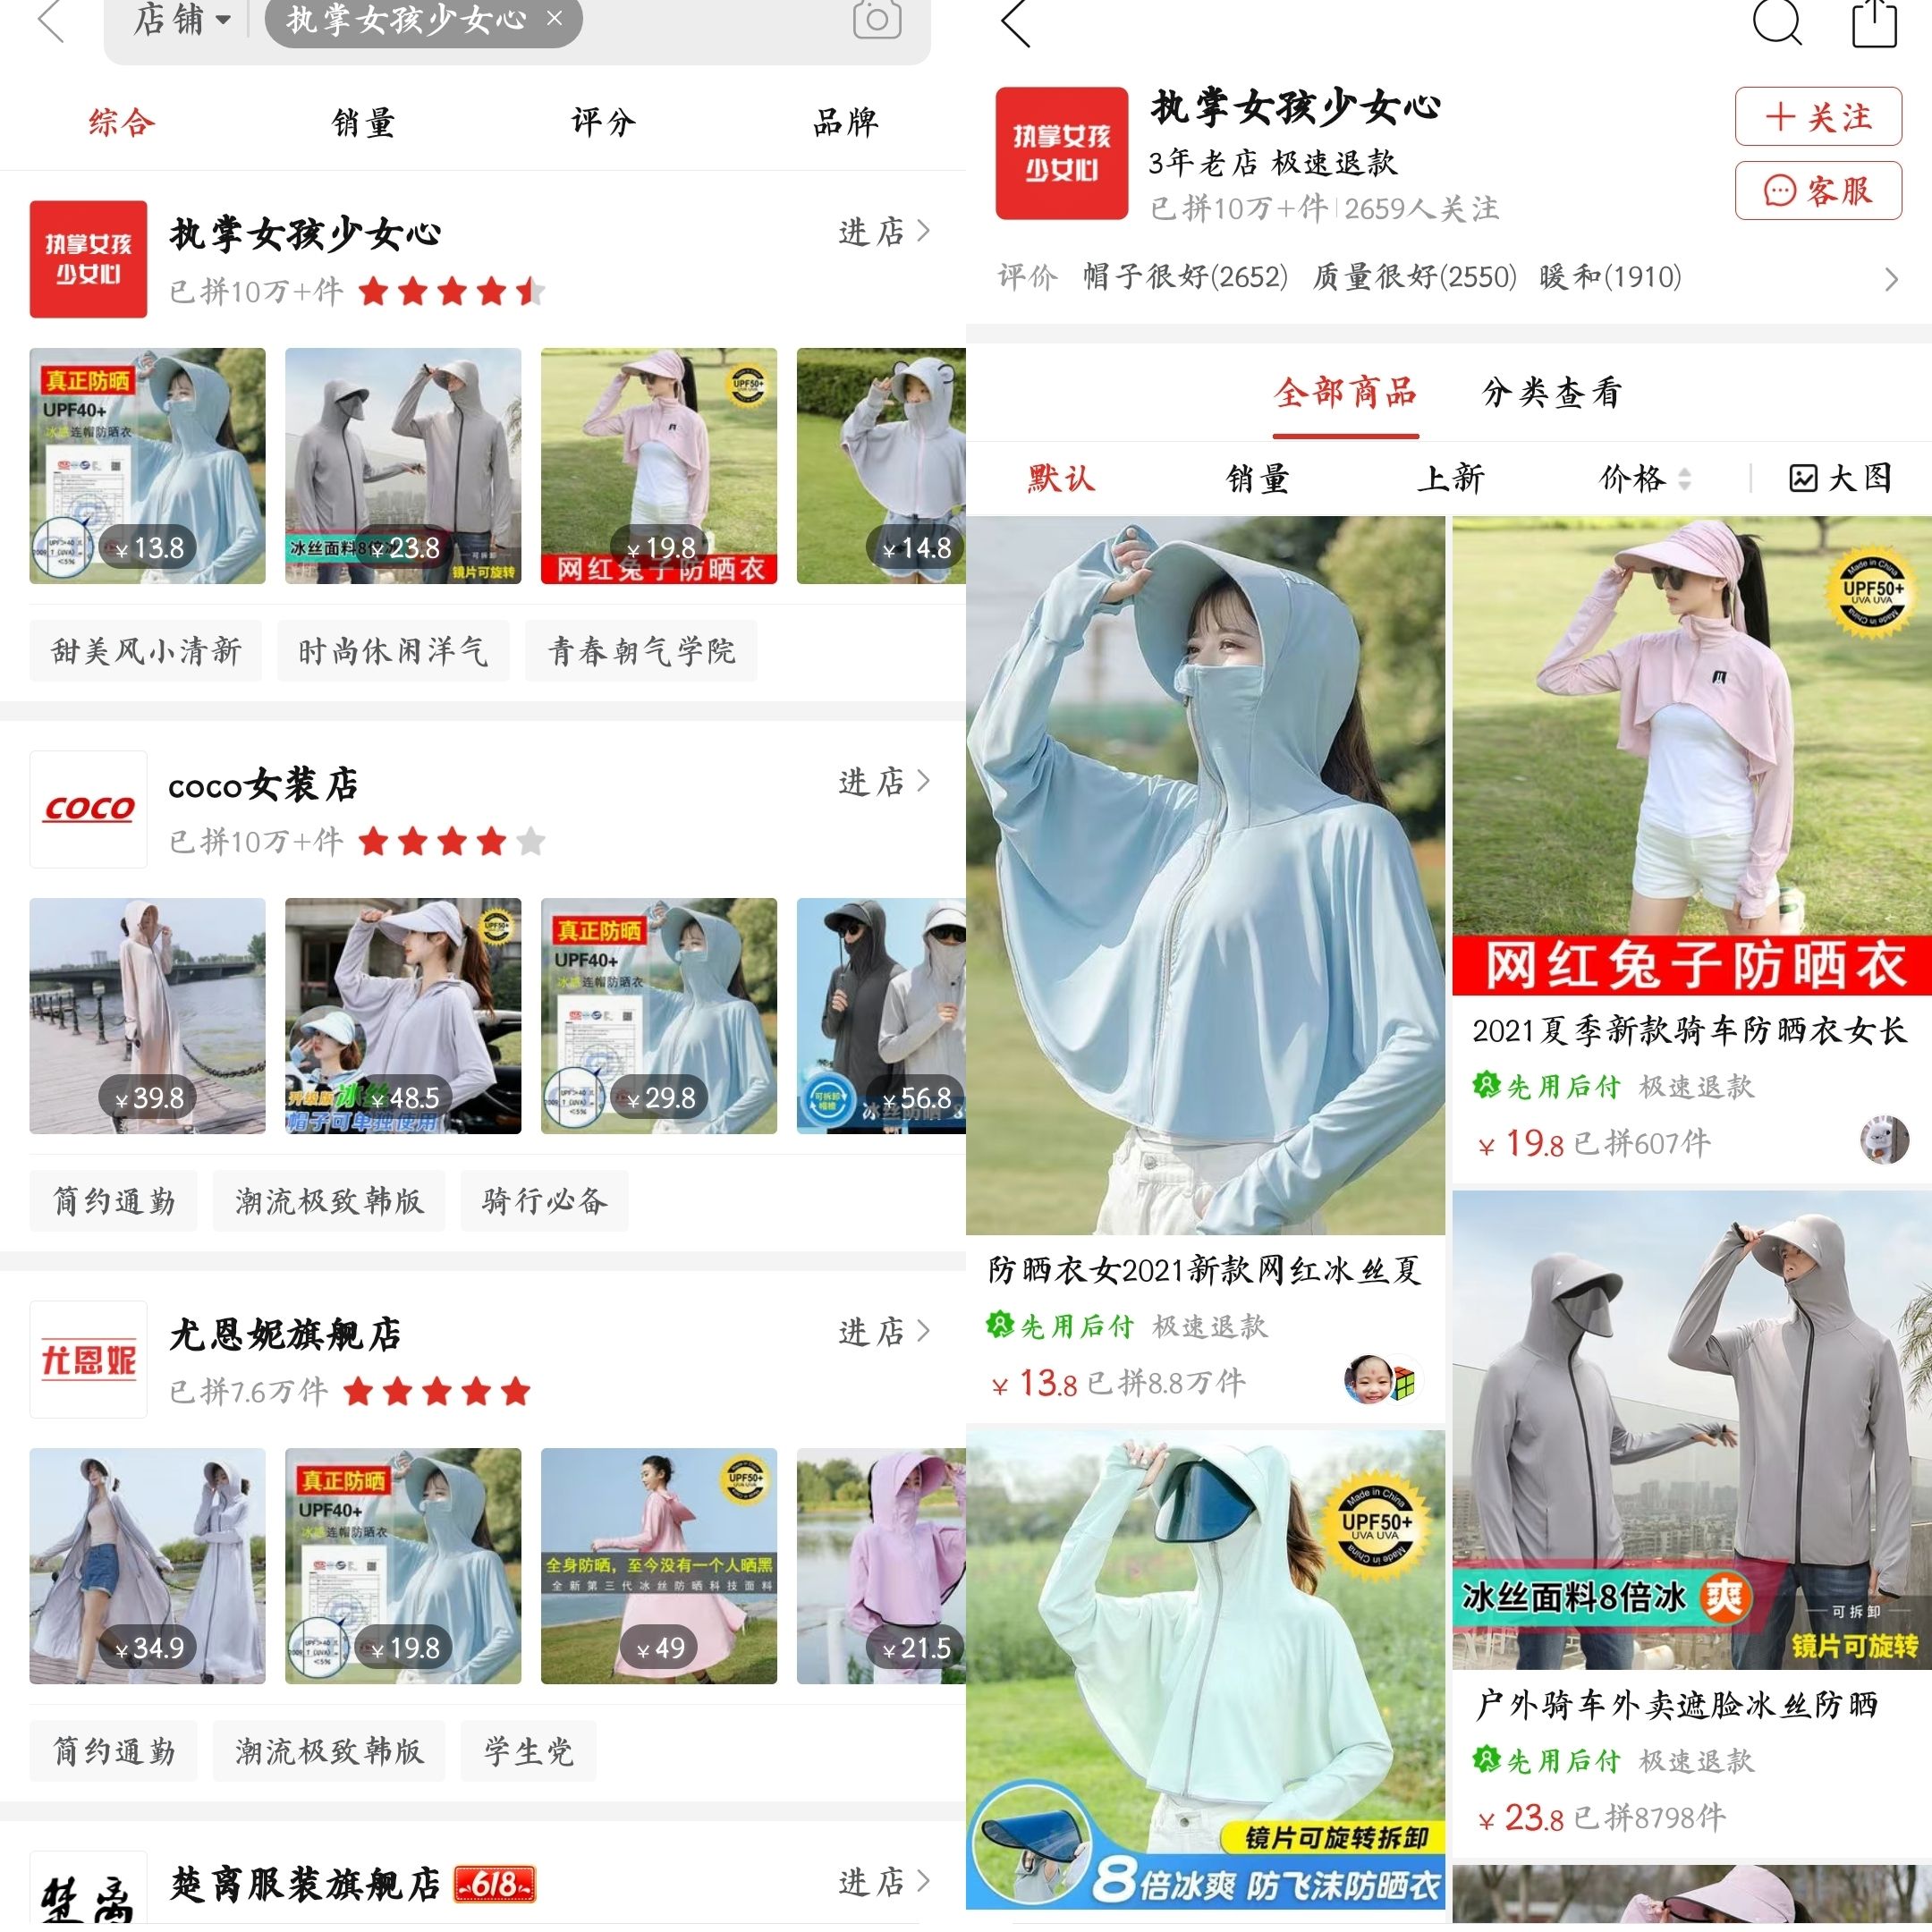 店铺
执掌女孩少女心 ×
综合 销量 评分 品牌
执掌女孩
少女心
执掌女孩少女心
进店
已拼10万+件
真正防晒
UPF40+
冰感连帽防晒衣
UPF>40
<5%
¥13.8
冰丝面料8倍冰
¥23.8
可拆卸
镜片可旋转
UPF50+
¥19.8
网红兔子防晒衣
¥14.8
甜美风小清新 时尚休闲洋气 青春朝气学院
COCO
coco女装店
进店
已拼10万+件
¥39.8
UPF50+
升级版冰丝
¥48.5
帽子可单独使用
真正防晒
UPF40+
冰感连帽防晒衣
UPF>40
<5%
¥29.8
可拆卸
帽檐
¥56.8
冰丝防晒
简约通勤 潮流极致韩版 骑行必备
尤恩妮
尤恩妮旗舰店
进店
已拼7.6万件
¥34.9
真正防晒
UPF40+
冰感连帽防晒衣
UPF>40
<5%
¥19.8
UPF50+
全身防晒，至今没有一个人晒黑
全新第三代冰丝防晒科技面料
¥49
¥21.5
简约通勤 潮流极致韩版 学生党
楚离
楚离服装旗舰店
618
进店
执掌女孩
少女心
执掌女孩少女心
3年老店 极速退款
已拼10万+件 2659人关注
关注
客服
评价 帽子很好(2652) 质量很好(2550) 暖和(1910)
全部商品 分类查看
默认 销量 上新 价格 大图
防晒衣女2021新款网红冰丝夏
先用后付 极速退款
¥13.8 已拼8.8万件
Made in China
UPF50+
UVA UVA
Made in China
镜片可旋转拆卸
8倍冰爽 防飞沫防晒衣
Made in China
UPF50+
UVA UVA
Made in China
网红兔子防晒衣
2021夏季新款骑车防晒衣女长
先用后付 极速退款
¥19.8 已拼607件
冰丝面料8倍冰爽
可拆卸
镜片可旋转
户外骑车外卖遮脸冰丝防晒
先用后付 极速退款
¥23.8 已拼8798件